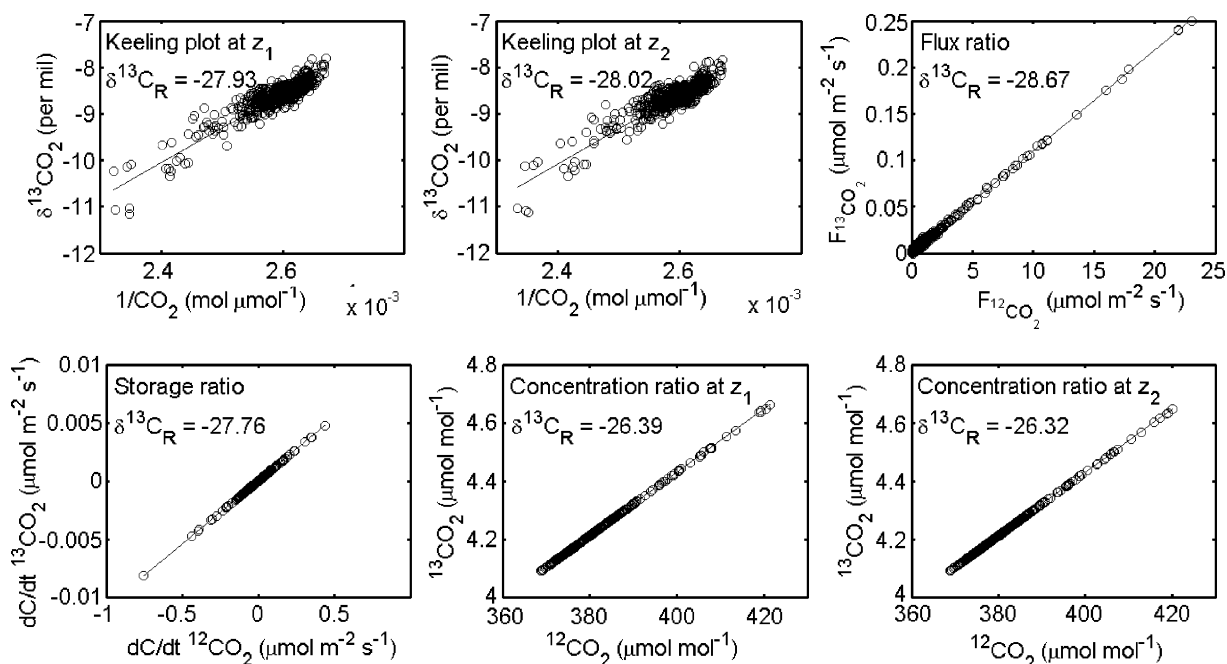 Keeling plot at z1
δ13CR = -27.93
-7
-8
-9
-10
-11
-12
δ13CO2 (per mil)
2.4
2.6
1/CO2 (mol μmol-1)
x 10-3
Keeling plot at z2
δ13CR = -28.02
-7
-8
-9
-10
-11
-12
δ13CO2 (per mil)
2.4
2.6
1/CO2 (mol μmol-1)
x 10-3
Flux ratio
δ13CR = -28.67
0.25
0.2
0.15
0.1
0.05
0
F13CO2 (μmol m-2 s-1)
0
5
10
15
20
25
F12CO2 (μmol m-2 s-1)
Storage ratio
δ13CR = -27.76
0.01
0.005
0
-0.005
-0.01
dC/dt 13CO2 (μmol m-2 s-1)
-1
-0.5
0
0.5
1
dC/dt 12CO2 (μmol m-2 s-1)
Concentration ratio at z1
δ13CR = -26.39
4.8
4.6
4.4
4.2
4
13CO2 (μmol mol-1)
360
380
400
420
12CO2 (μmol mol-1)
Concentration ratio at z2
δ13CR = -26.32
4.8
4.6
4.4
4.2
4
13CO2 (μmol mol-1)
360
380
400
420
12CO2 (μmol mol-1)